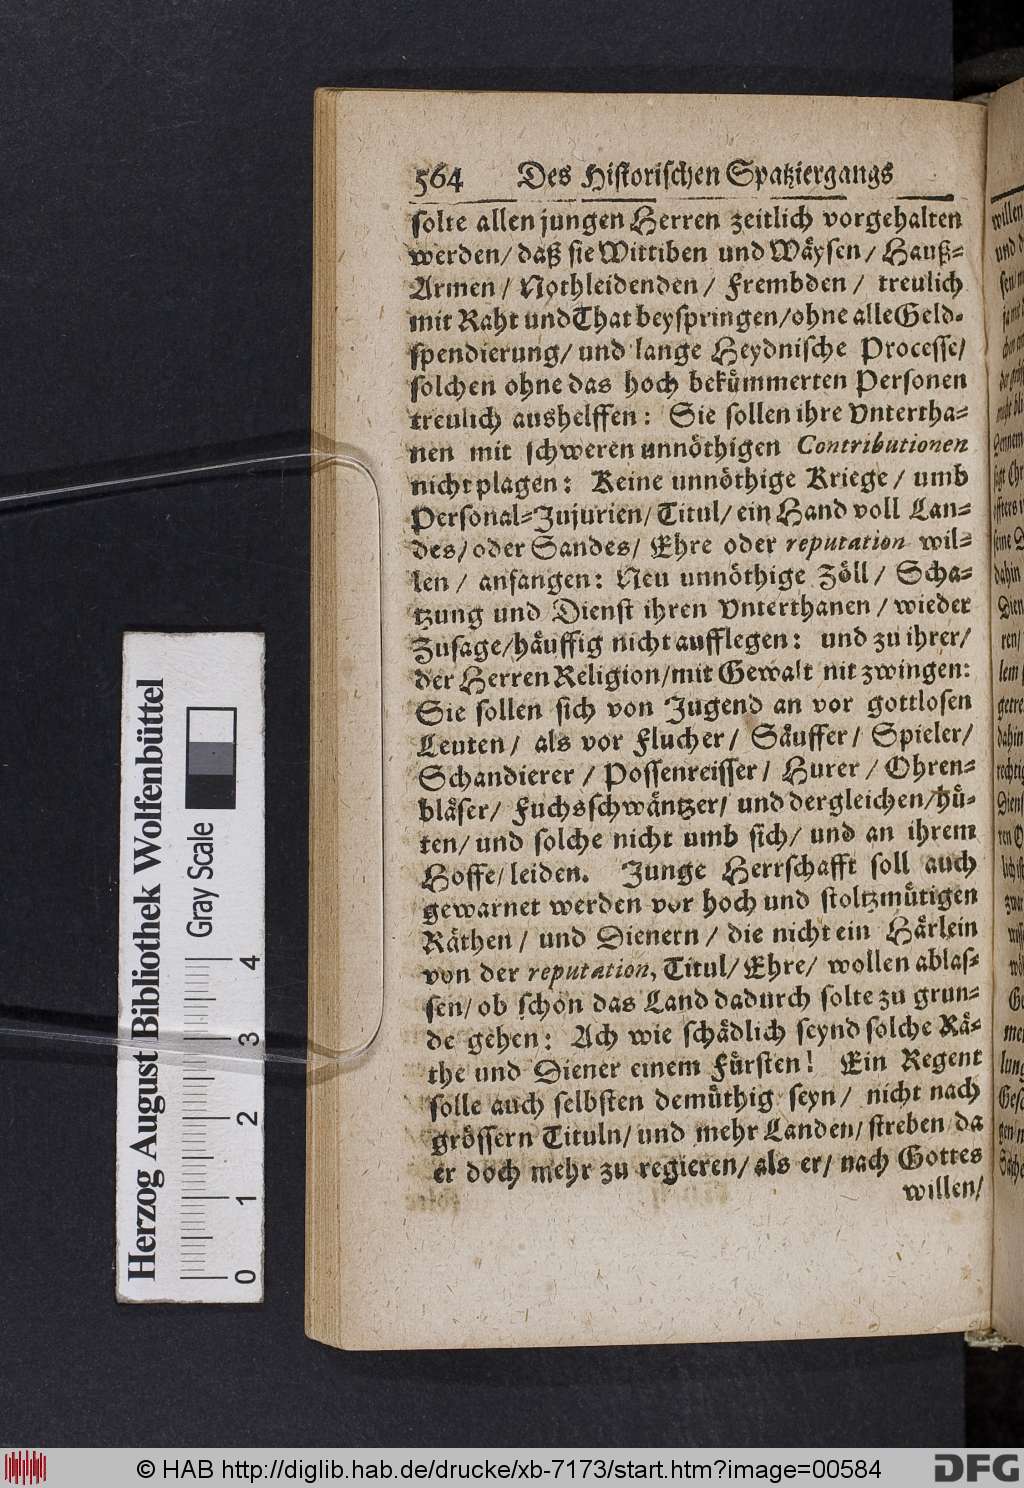 564 Des Historischen Spatziergangs
solte allen jungen Herren zeitlich vorgehalten
werden/ daß sie Wittiben und Wäysen/ Hauß-
Armen/ Nothleidenden/ Frembden/ treulich
mit Raht und That beyspringen/ohne alle Geld-
spendierung/ und lange Heydnische Processe/
solchen ohne das hoch bekümmerten Personen
treulich aushelffen: Sie sollen ihre Vntertha-
nen mit schweren unnöthigen Contributionen
nicht plagen: Keine unnöthige Kriege/ umb
Personal-Jujurien/ Titul/ ein Hand voll Lan-
des/ oder Sandes/ Ehre oder reputation wil-
len/ anfangen: Neu unnöthige Zöll/ Scha-
tzung und Dienst ihren Vnterthanen/ wieder
Zusage/häuffig nicht aufflegen: und zu ihrer/
der Herren Religion/mit Gewalt nit zwingen:
Sie sollen sich von Jugend an vor gottlosen
Leuten/ als vor Flucher/ Säuffer/ Spieler/
Schandierer/ Possenreisser/ Hurer/ Ohren-
bläser/ Fuchsschwäntzer/ und dergleichen/hü-
ten/ und solche nicht umb sich/ und an ihrem
Hoffe/ leiden. Junge Herrschafft soll auch
gewarnet werden vor hoch und stoltzmütigen
Räthen/ und Dienern/ die nicht ein Härlein
von der reputation, Titul/ Ehre/ wollen ablas-
sen/ ob schon das Land dadurch solte zu grun-
de gehen: Ach wie schädlich seynd solche Rä-
the und Diener einem Fürsten! Ein Regent
solle auch selbsten demüthig seyn/ nicht nach
grössern Tituln/ und mehr Landen/ streben da
er doch mehr zu regieren/ als er/ nach Gottes
willen/
Herzog August Bibliothek Wolfenbüttel
Gray Scale
0 1 2 3 4
© HAB http://diglib.hab.de/drucke/xb-7173/start.htm?image=00584
DFG